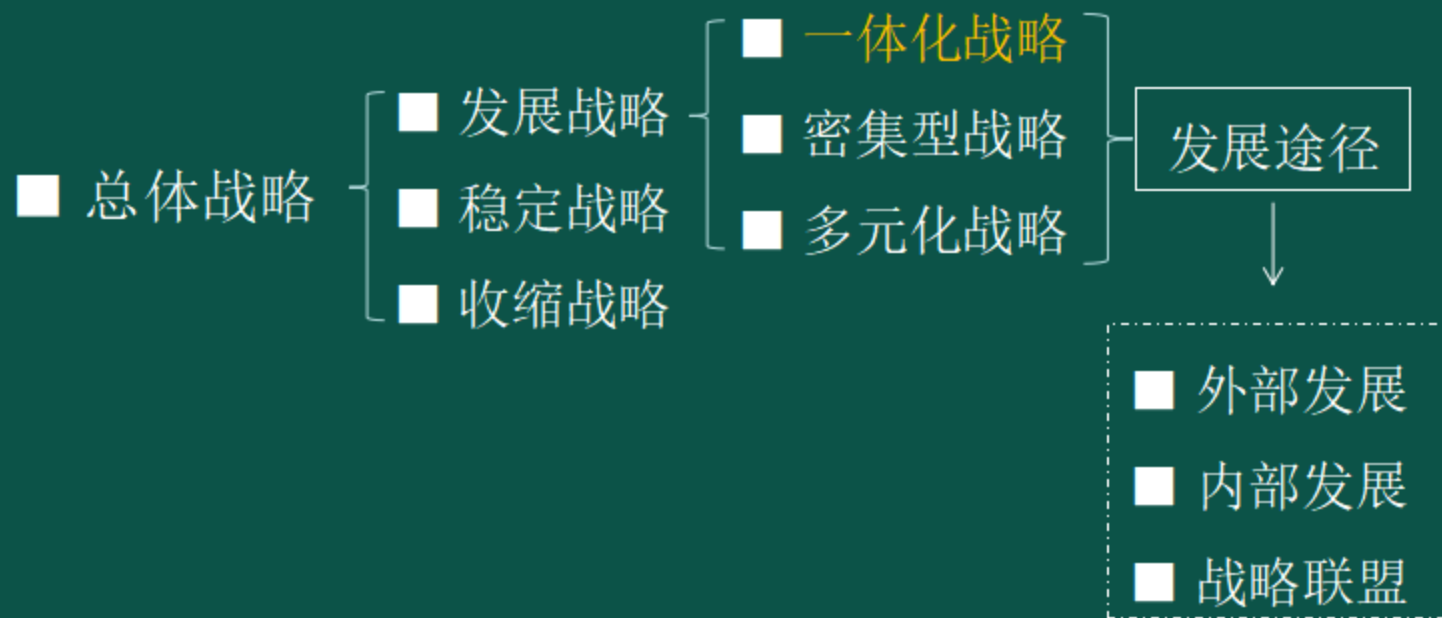 ■ 总体战略
■ 发展战略
■ 稳定战略
■ 收缩战略
■ 一体化战略
■ 密集型战略
■ 多元化战略
发展途径
■ 外部发展
■ 内部发展
■ 战略联盟